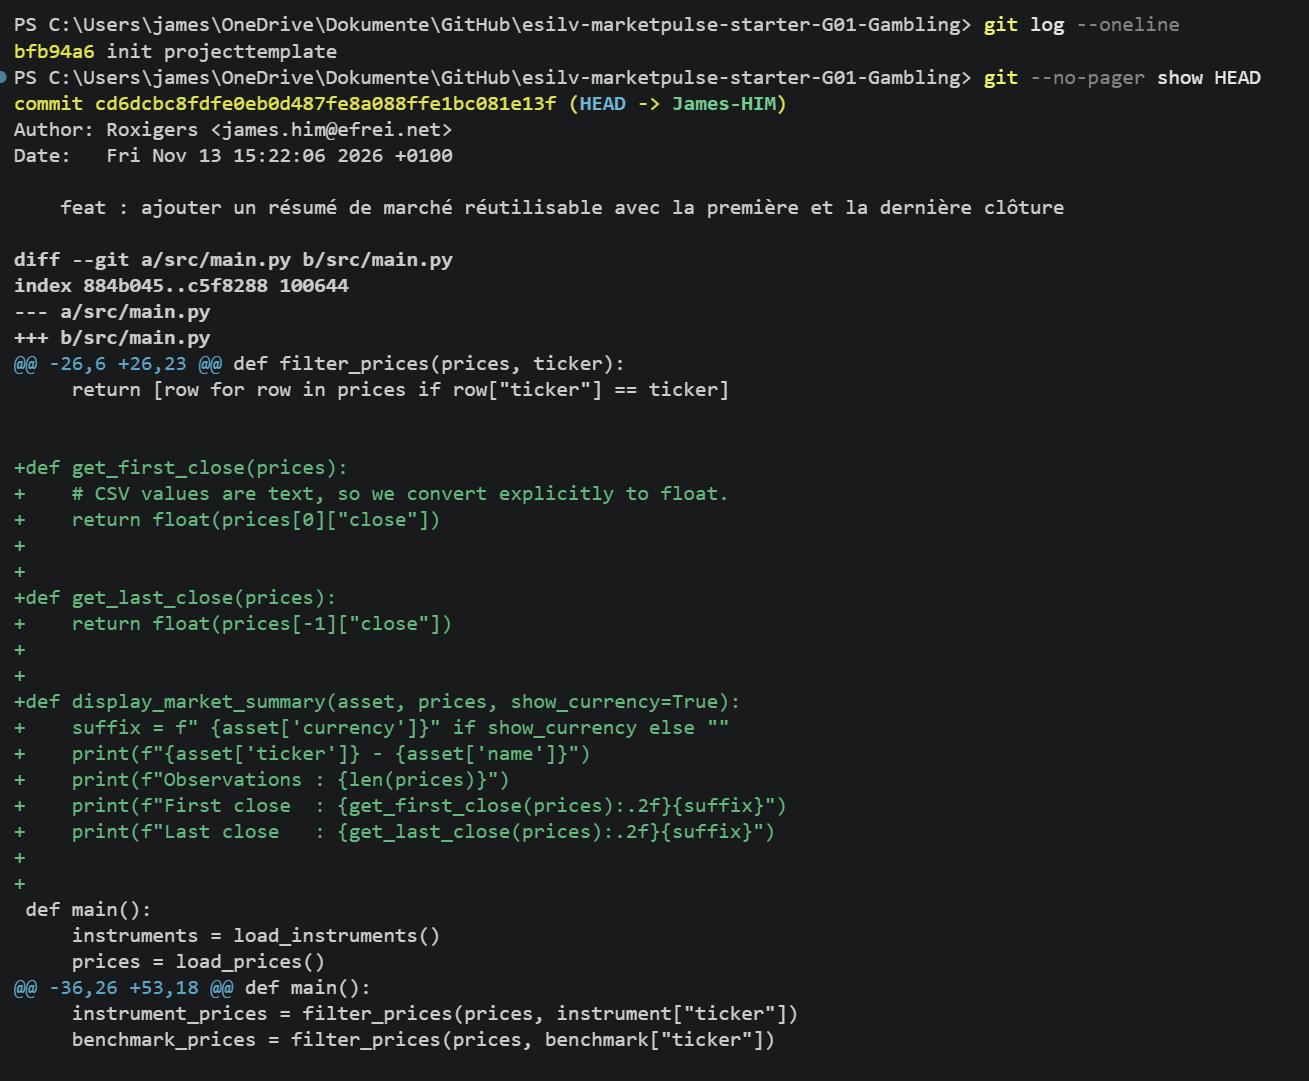 PS C:\Users\james\OneDrive\Dokumente\GitHub\esilv-marketpulse-starter-G01-Gambling> git log --oneline
bfb94a6 init projecttemplate
PS C:\Users\james\OneDrive\Dokumente\GitHub\esilv-marketpulse-starter-G01-Gambling> git --no-pager show HEAD
commit cd6dcbc8fdfe0eb0d487fe8a088ffe1bc081e13f (HEAD -> James-HIM)
Author: Roxigers <james.him@efrei.net>
Date:   Fri Nov 13 15:22:06 2026 +0100

    feat : ajouter un résumé de marché réutilisable avec la première et la dernière clôture

diff --git a/src/main.py b/src/main.py
index 884b045..c5f8288 100644
--- a/src/main.py
+++ b/src/main.py
@@ -26,6 +26,23 @@ def filter_prices(prices, ticker):
     return [row for row in prices if row["ticker"] == ticker]


+def get_first_close(prices):
+    # CSV values are text, so we convert explicitly to float.
+    return float(prices[0]["close"])
+
+
+def get_last_close(prices):
+    return float(prices[-1]["close"])
+
+
+def display_market_summary(asset, prices, show_currency=True):
+    suffix = f" {asset['currency']}" if show_currency else ""
+    print(f"{asset['ticker']} - {asset['name']}")
+    print(f"Observations : {len(prices)}")
+    print(f"First close  : {get_first_close(prices):.2f}{suffix}")
+    print(f"Last close   : {get_last_close(prices):.2f}{suffix}")
+
+
 def main():
     instruments = load_instruments()
     prices = load_prices()
@@ -36,26 +53,18 @@ def main():
     instrument_prices = filter_prices(prices, instrument["ticker"])
     benchmark_prices = filter_prices(prices, benchmark["ticker"])